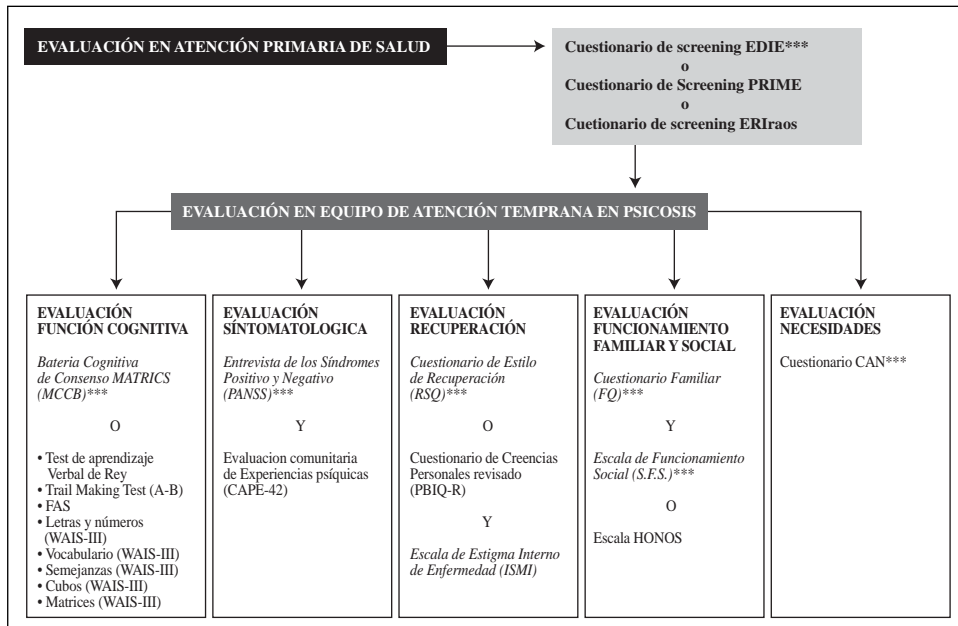 EVALUACIÓN EN ATENCIÓN PRIMARIA DE SALUD
Cuestionario de screening EDIE***
o
Cuestionario de Screening PRIME
o
Cuetionario de screening ERIraos
EVALUACIÓN EN EQUIPO DE ATENCIÓN TEMPRANA EN PSICOSIS
EVALUACIÓN
FUNCIÓN COGNITIVA
Bateria Cognitiva
de Consenso MATRICS
(MCCB)***
O
• Test de aprendizaje
Verbal de Rey
• Trail Making Test (A-B)
• FAS
• Letras y números
(WAIS-III)
• Vocabulario (WAIS-III)
• Semejanzas (WAIS-III)
• Cubos (WAIS-III)
• Matrices (WAIS-III)
EVALUACIÓN
SÍNTOMATOLOGICA
Entrevista de los Síndromes
Positivo y Negativo
(PANSS)***
Y
Evaluacion comunitaria
de Experiencias psíquicas
(CAPE-42)
EVALUACIÓN
RECUPERACIÓN
Cuestionario de Estilo
de Recuperación
(RSQ)***
O
Cuestionario de Creencias
Personales revisado
(PBIQ-R)
Y
Escala de Estigma Interno
de Enfermedad (ISMI)
EVALUACIÓN
FUNCIONAMIENTO
FAMILIAR Y SOCIAL
Cuestionario Familiar
(FQ)***
Y
Escala de Funcionamiento
Social (S.F.S.)***
O
Escala HONOS
EVALUACIÓN
NECESIDADES
Cuestionario CAN***